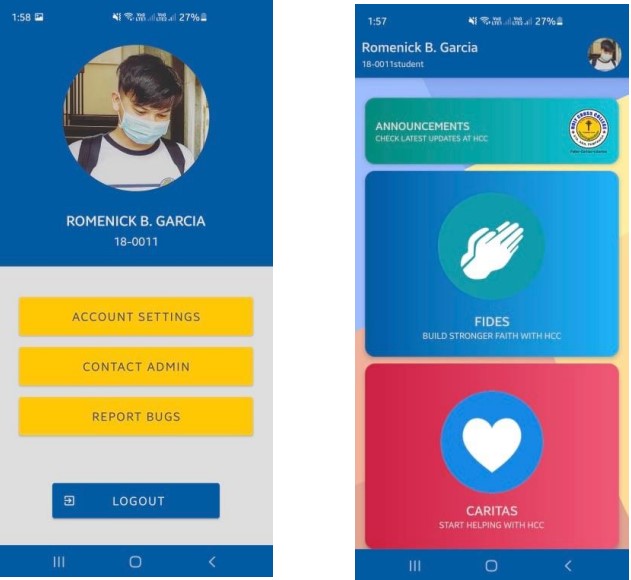 1:58
27%
ROMENICK B. GARCIA
18-0011
ACCOUNT SETTINGS
CONTACT ADMIN
REPORT BUGS
LOGOUT
1:57
27%
Romenick B. Garcia
18-0011student
ANNOUNCEMENTS
CHECK LATEST UPDATES AT HCC
FIDES
BUILD STRONGER FAITH WITH HCC
CARITAS
START HELPING WITH HCC